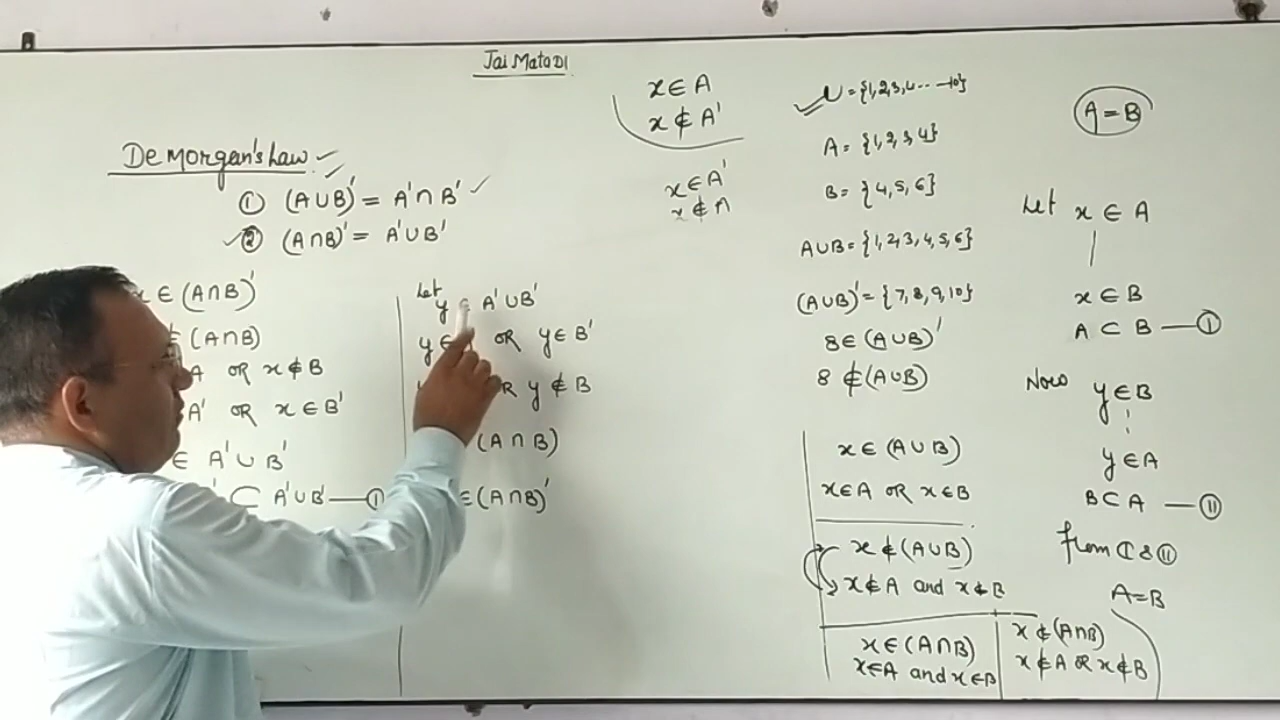 Jai Mata DI
De Morgan's Law
① (A∪B)' = A'∩B'
② (A∩B)' = A'∪B'
x ∈ (A∩B)'
∉ (A∩B)
A OR x∉B
A' OR x∈B'
∈ A'∪B'
' ⊂ A'∪B' — ①
Let
y ∈ A'∪B'
y ∈ A' OR y∈B'
OR y∉B
(A∩B)
∈ (A∩B)'
x∈A
x∉A'
x∈A'
x∉A
U = {1,2,3,4.. --10}
A = {1,2,3,4}
B = {4,5,6}
A∪B = {1,2,3,4,5,6}
(A∪B)' = {7,8,9,10}
8∈(A∪B)'
8∉(A∪B)
x∈(A∪B)
x∈A OR x∈B
x∉(A∪B)
x∉A and x∉B
x∈(A∩B)
x∈A and x∈B
x∉(A∩B)
x∉A OR x∉B
A=B
Let x∈A
x∈B
A⊂B — ①
Now y∈B
y∈A
B⊂A — ②
from ① & ②
A=B